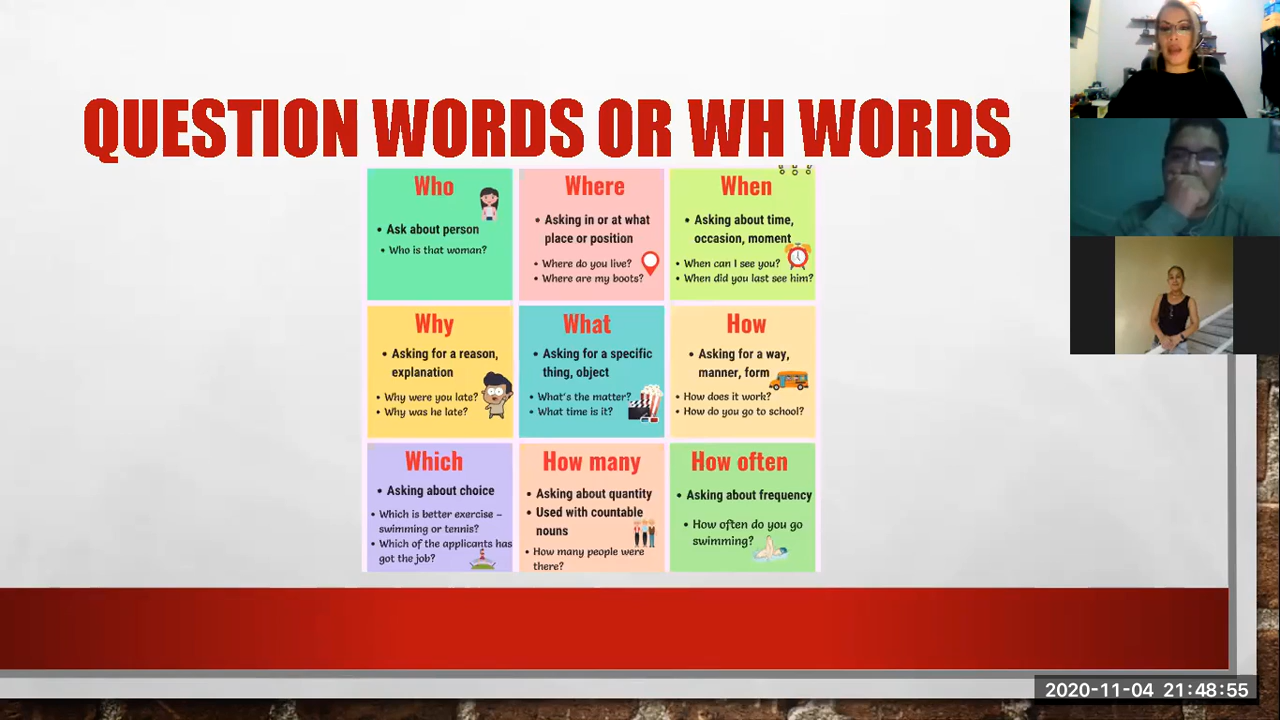 QUESTION WORDS OR WH WORDS
Who
• Ask about person
• Who is that woman?
Where
• Asking in or at what
place or position
• Where do you live?
• Where are my boots?
When
• Asking about time,
occasion, moment
• When can I see you?
• When did you last see him?
Why
• Asking for a reason,
explanation
• Why were you late?
• Why was he late?
What
• Asking for a specific
thing, object
• What's the matter?
• What time is it?
How
• Asking for a way,
manner, form
• How does it work?
• How do you go to school?
Which
• Asking about choice
• Which is better exercise –
swimming or tennis?
• Which of the applicants has
got the job?
How many
• Asking about quantity
• Used with countable
nouns
• How many people were
there?
How often
• Asking about frequency
• How often do you go
swimming?
2020-11-04 21:48:55